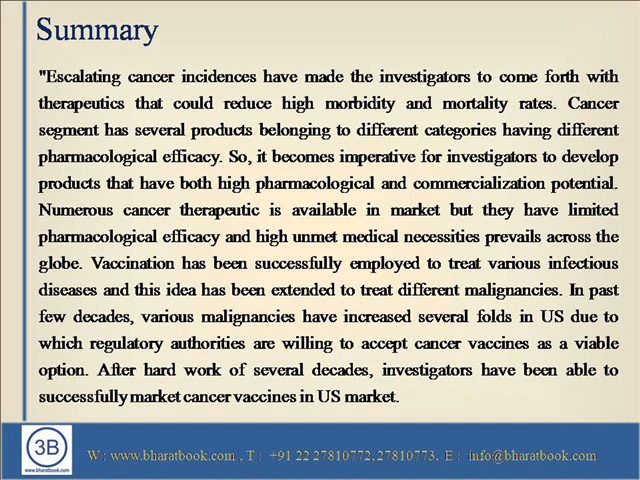 Summary
"Escalating cancer incidences have made the investigators to come forth with
therapeutics that could reduce high morbidity and mortality rates. Cancer
segment has several products belonging to different categories having different
pharmacological efficacy. So, it becomes imperative for investigators to develop
products that have both high pharmacological and commercialization potential.
Numerous cancer therapeutic is available in market but they have limited
pharmacological efficacy and high unmet medical necessities prevails across the
globe. Vaccination has been successfully employed to treat various infectious
diseases and this idea has been extended to treat different malignancies. In past
few decades, various malignancies have increased several folds in US due to
which regulatory authorities are willing to accept cancer vaccines as a viable
option. After hard work of several decades, investigators have been able to
successfully market cancer vaccines in US market.
3B
www.bharatbook.com
W : www.bharatbook.com , T : +91 22 27810772, 27810773, E : info@bharatbook.com